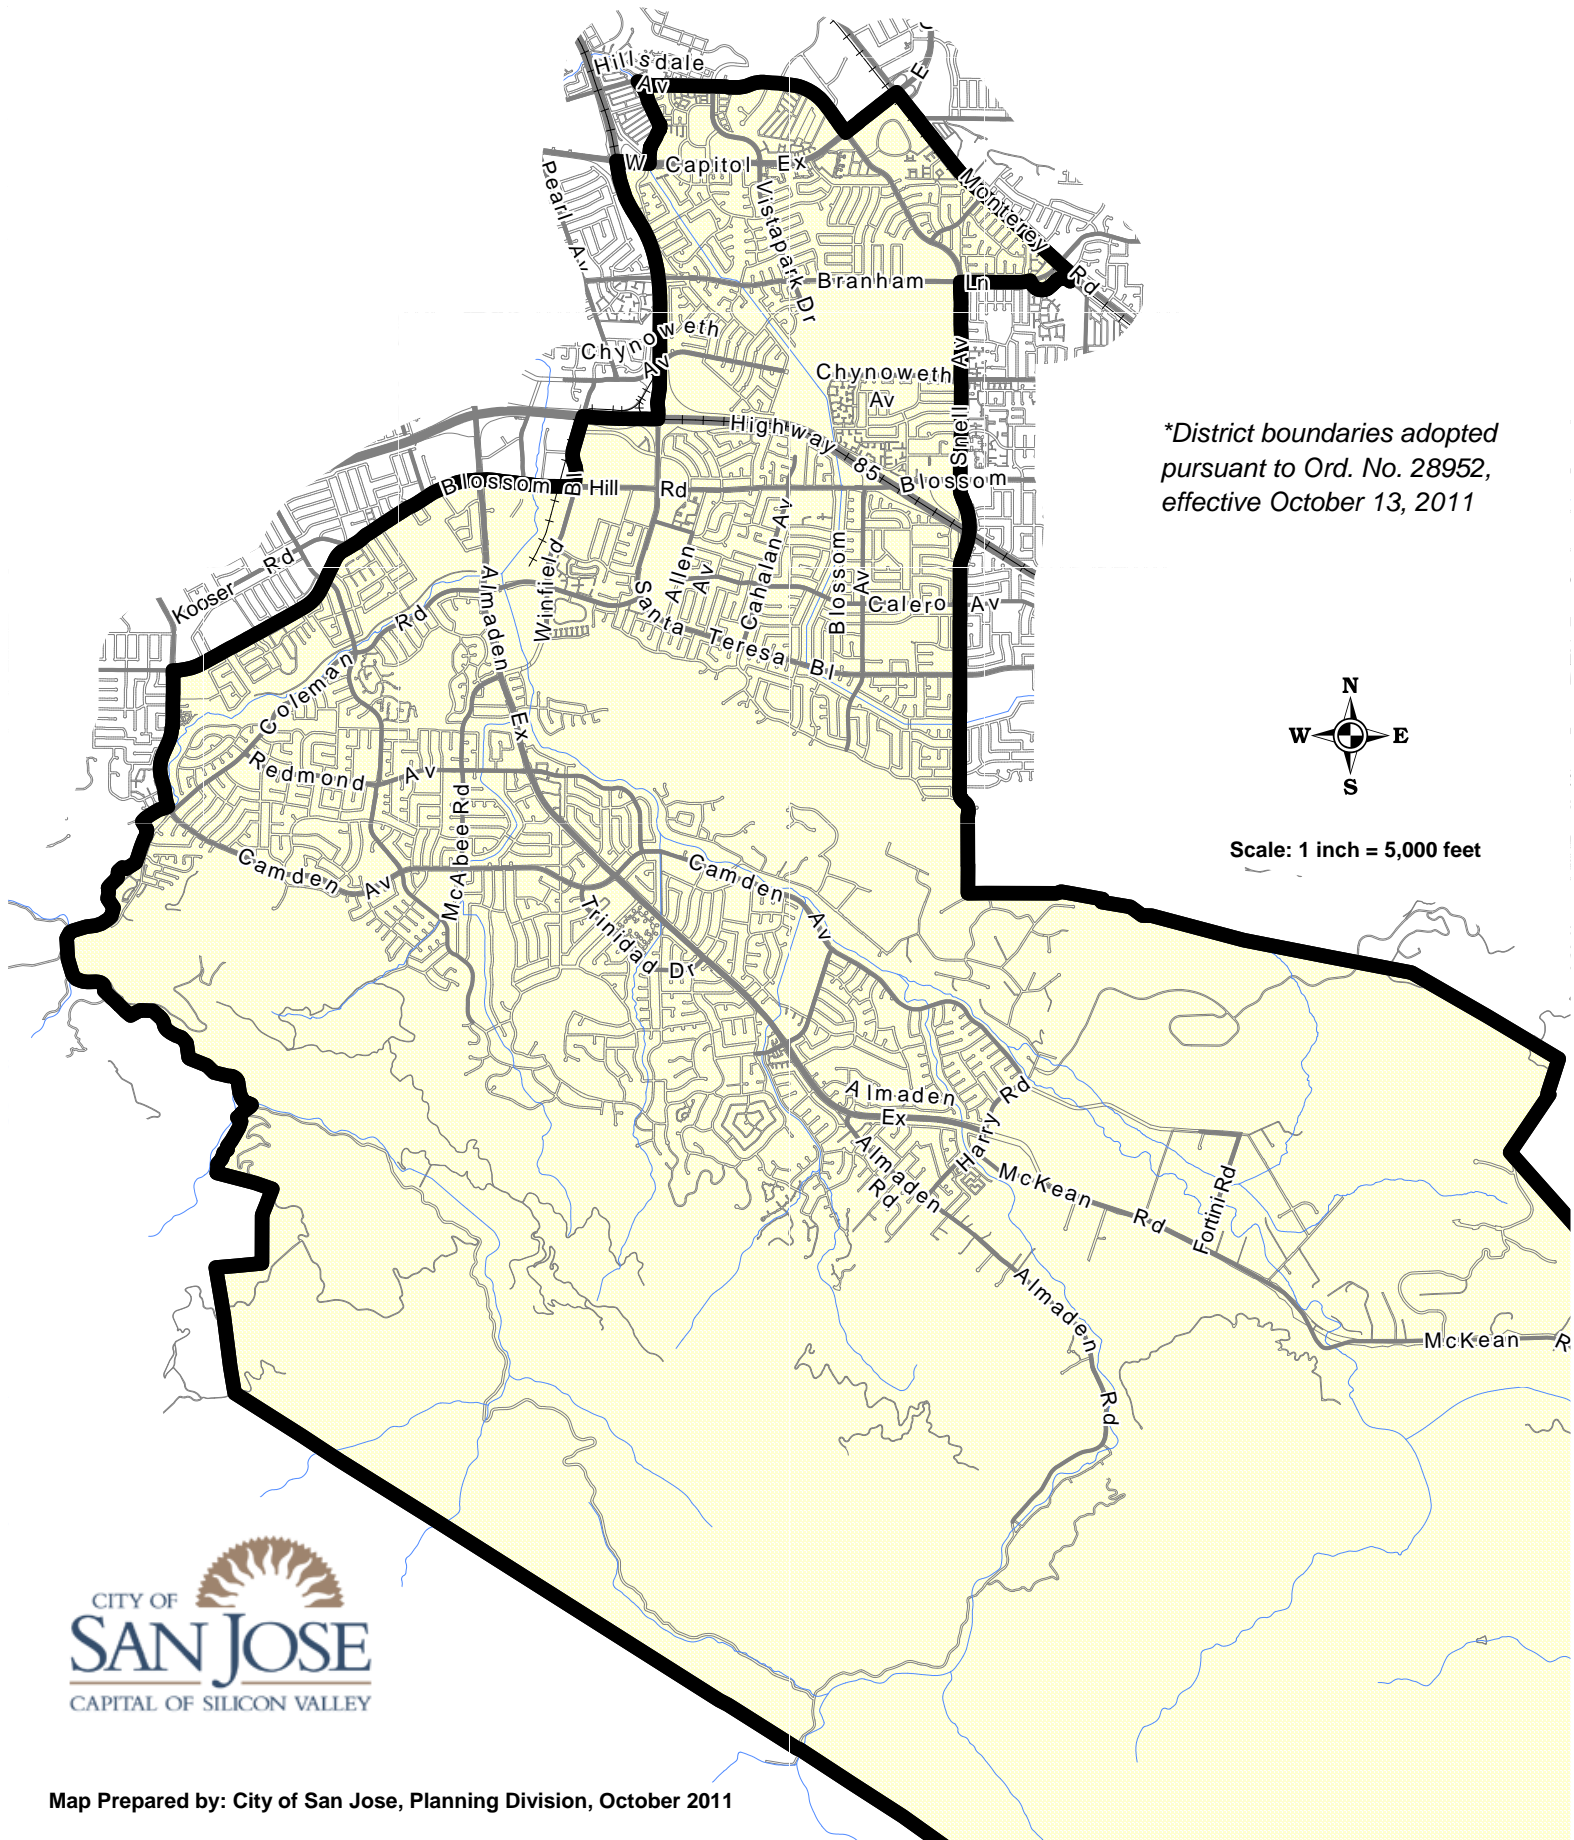 Hillsdale
Av
E
W Capitol Ex
Pearl Av
Vistapark Dr
Monterey Rd
Branham Ln
Chynoweth
Av
Chynoweth
Av
Snell Av
Highway 85
*District boundaries adopted
pursuant to Ord. No. 28952,
effective October 13, 2011
Blossom Hill Rd
Bl
Blossom
Kooser Rd
Almaden Ex
Winfield
Santa Teresa Bl
Allen
Av
Cahalan Av
Blossom
Av
Calero Av
Coleman Rd
N
W E
S
Redmond Av
McAbee Rd
Scale: 1 inch = 5,000 feet
Camden Av
Camden Av
Trinidad Dr
Almaden
Ex
Harry Rd
Almaden
Rd
McKean Rd
Fortini Rd
Almaden Rd
McKean R
CITY OF
SAN JOSE
CAPITAL OF SILICON VALLEY
Map Prepared by: City of San Jose, Planning Division, October 2011